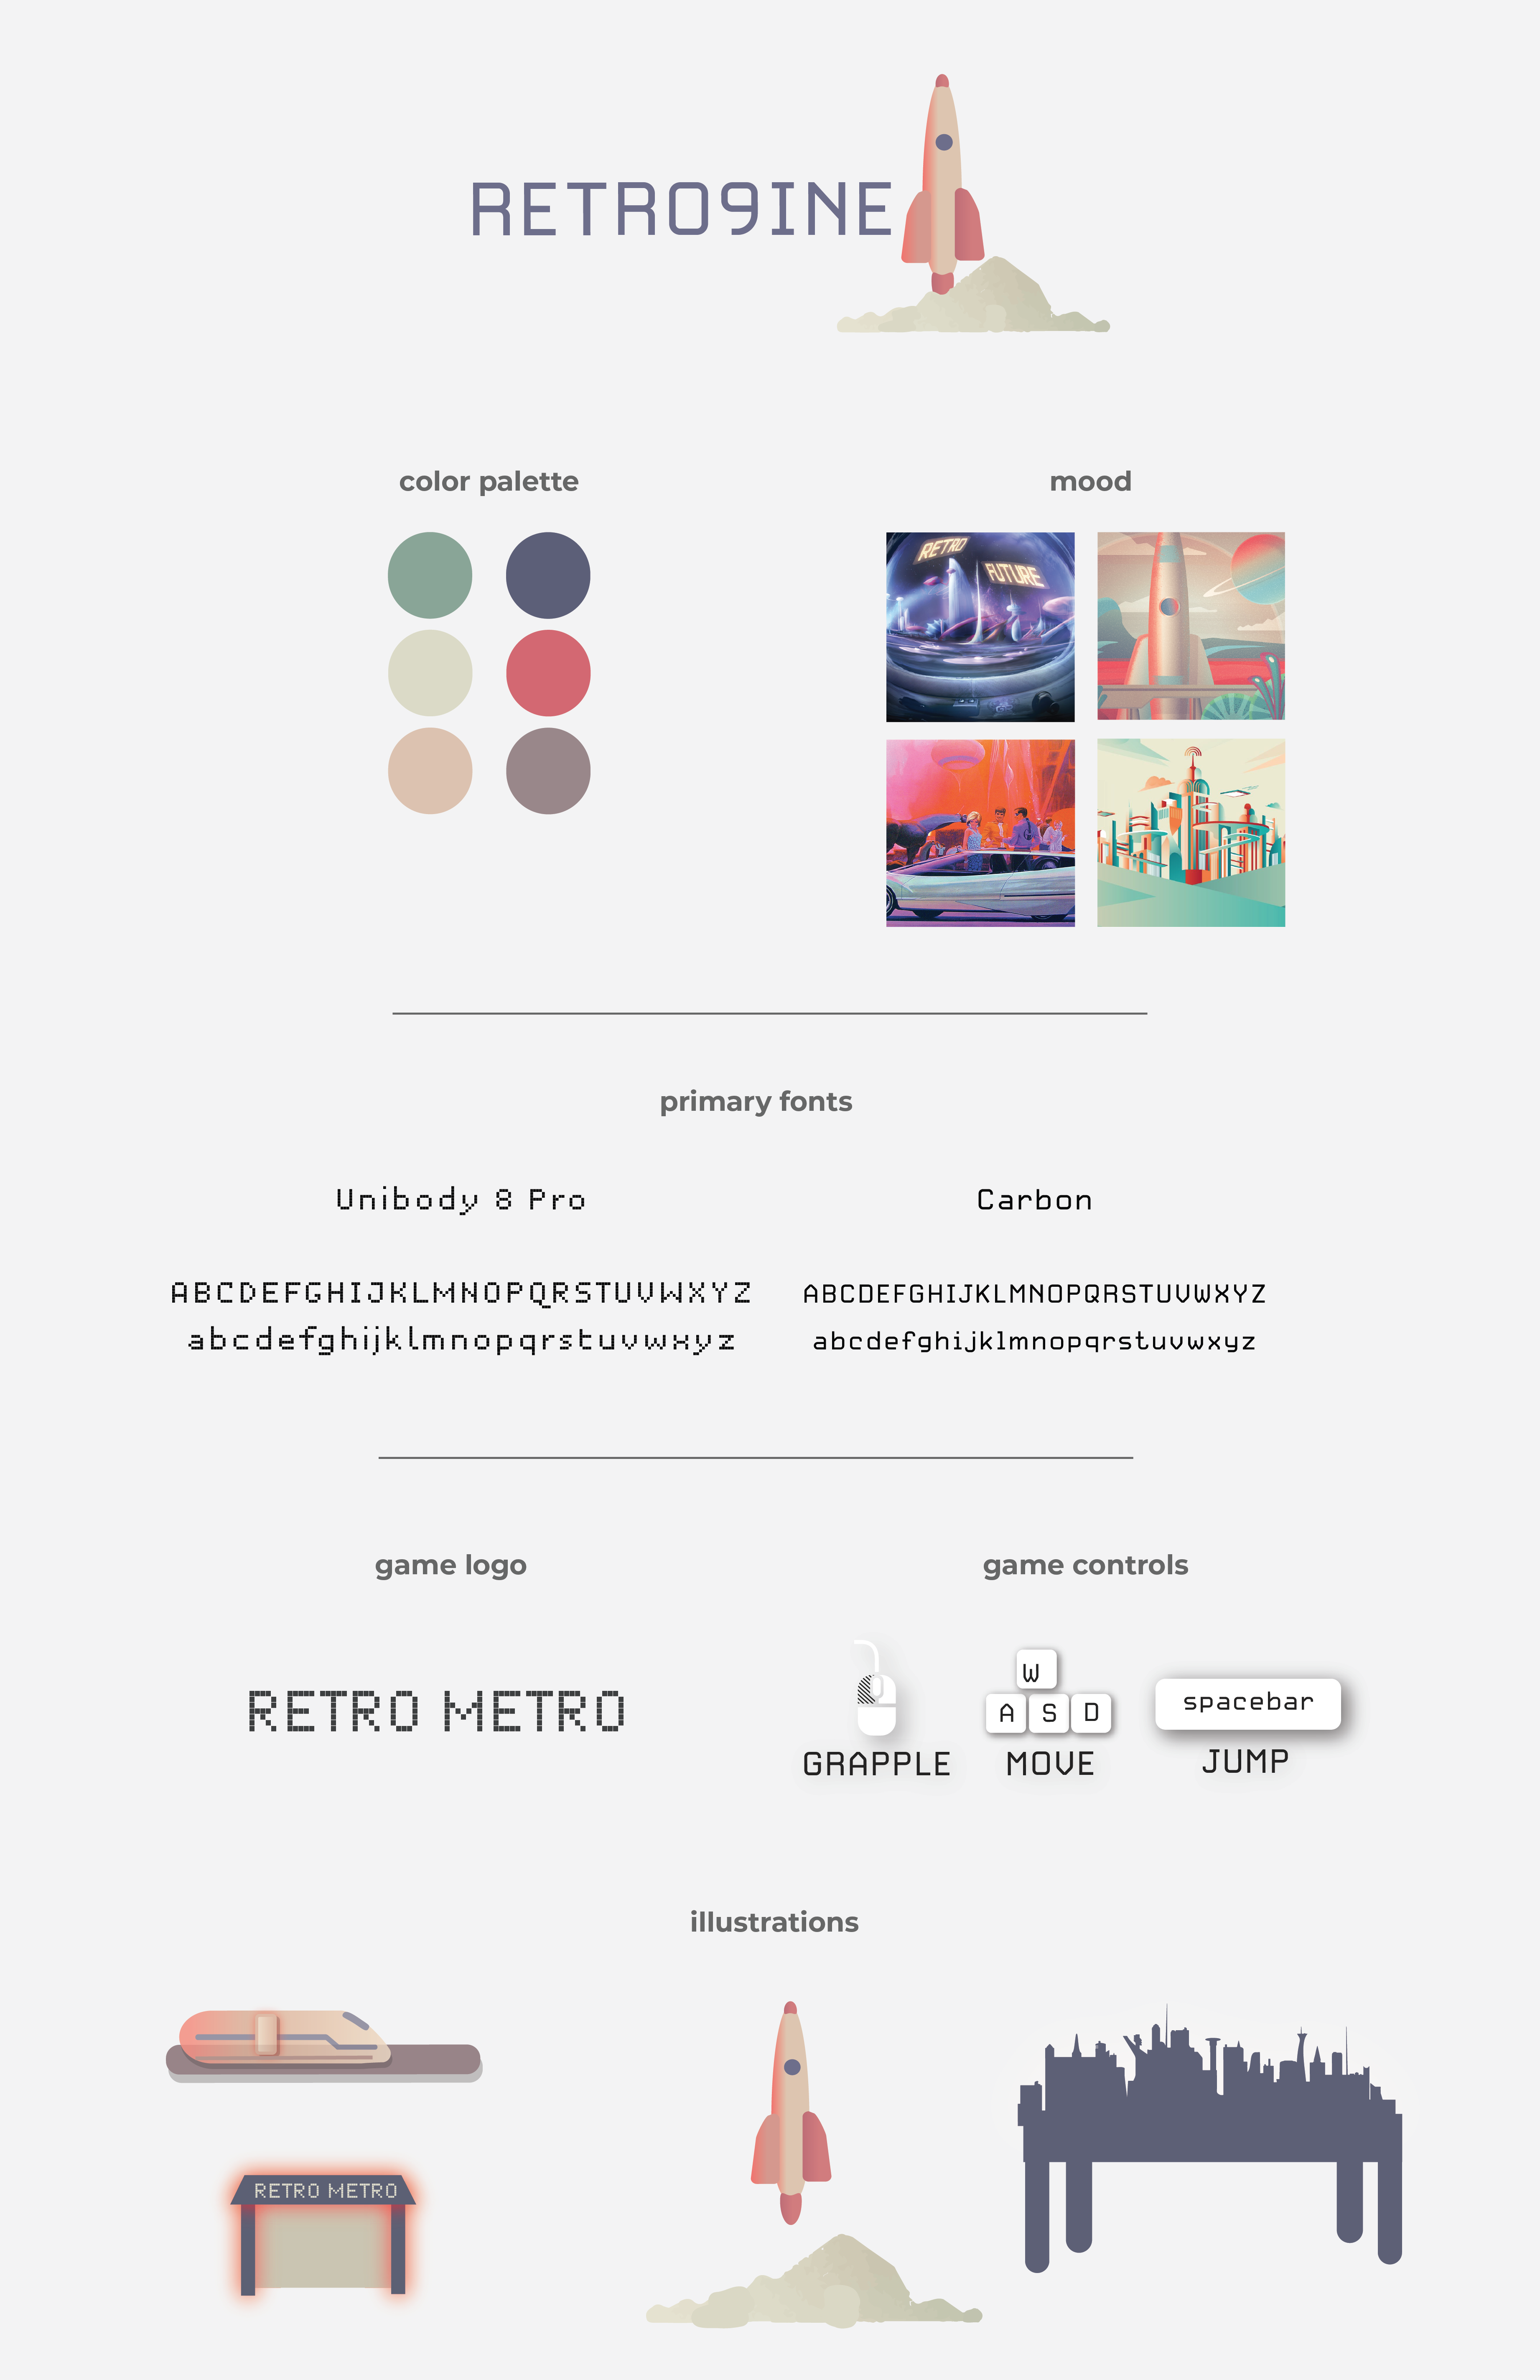 RETRO9INE
color palette
mood
RETRO
FUTURE
primary fonts
Unibody 8 Pro
Carbon
ABCDEFGHIJKLMNOPQRSTUVWXYZ
abcdefghijklmnopqrstuvwxyz
ABCDEFGHIJKLMNOPQRSTUVWXYZ
abcdefghijklmnopqrstuvwxyz
game logo
game controls
RETRO METRO
W
A S D
spacebar
GRAPPLE
MOVE
JUMP
illustrations
RETRO METRO